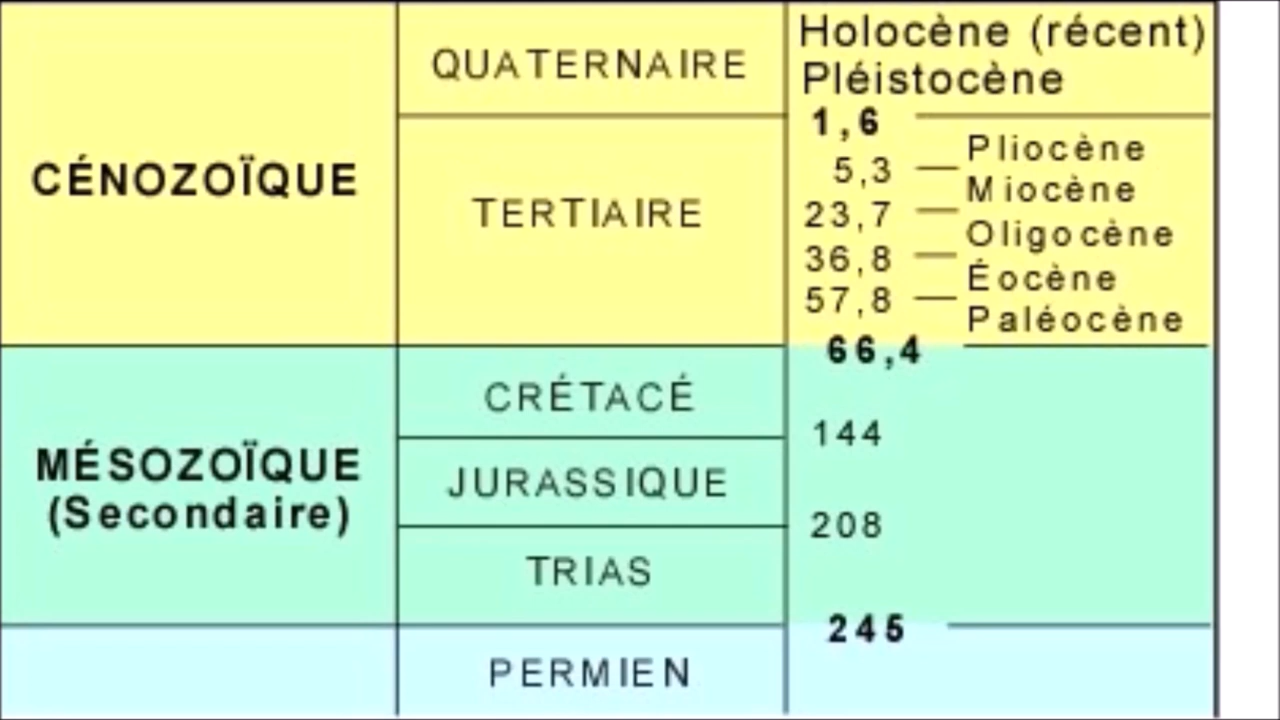 CÉNOZOÏQUE
QUATERNAIRE
Holocène (récent)
Pléistocène
1,6
TERTIAIRE
Pliocène
5,3
Miocène
23,7
Oligocène
36,8
Éocène
57,8
Paléocène
66,4
MÉSOZOÏQUE
(Secondaire)
CRÉTACÉ
144
JURASSIQUE
208
TRIAS
245
PERMIEN